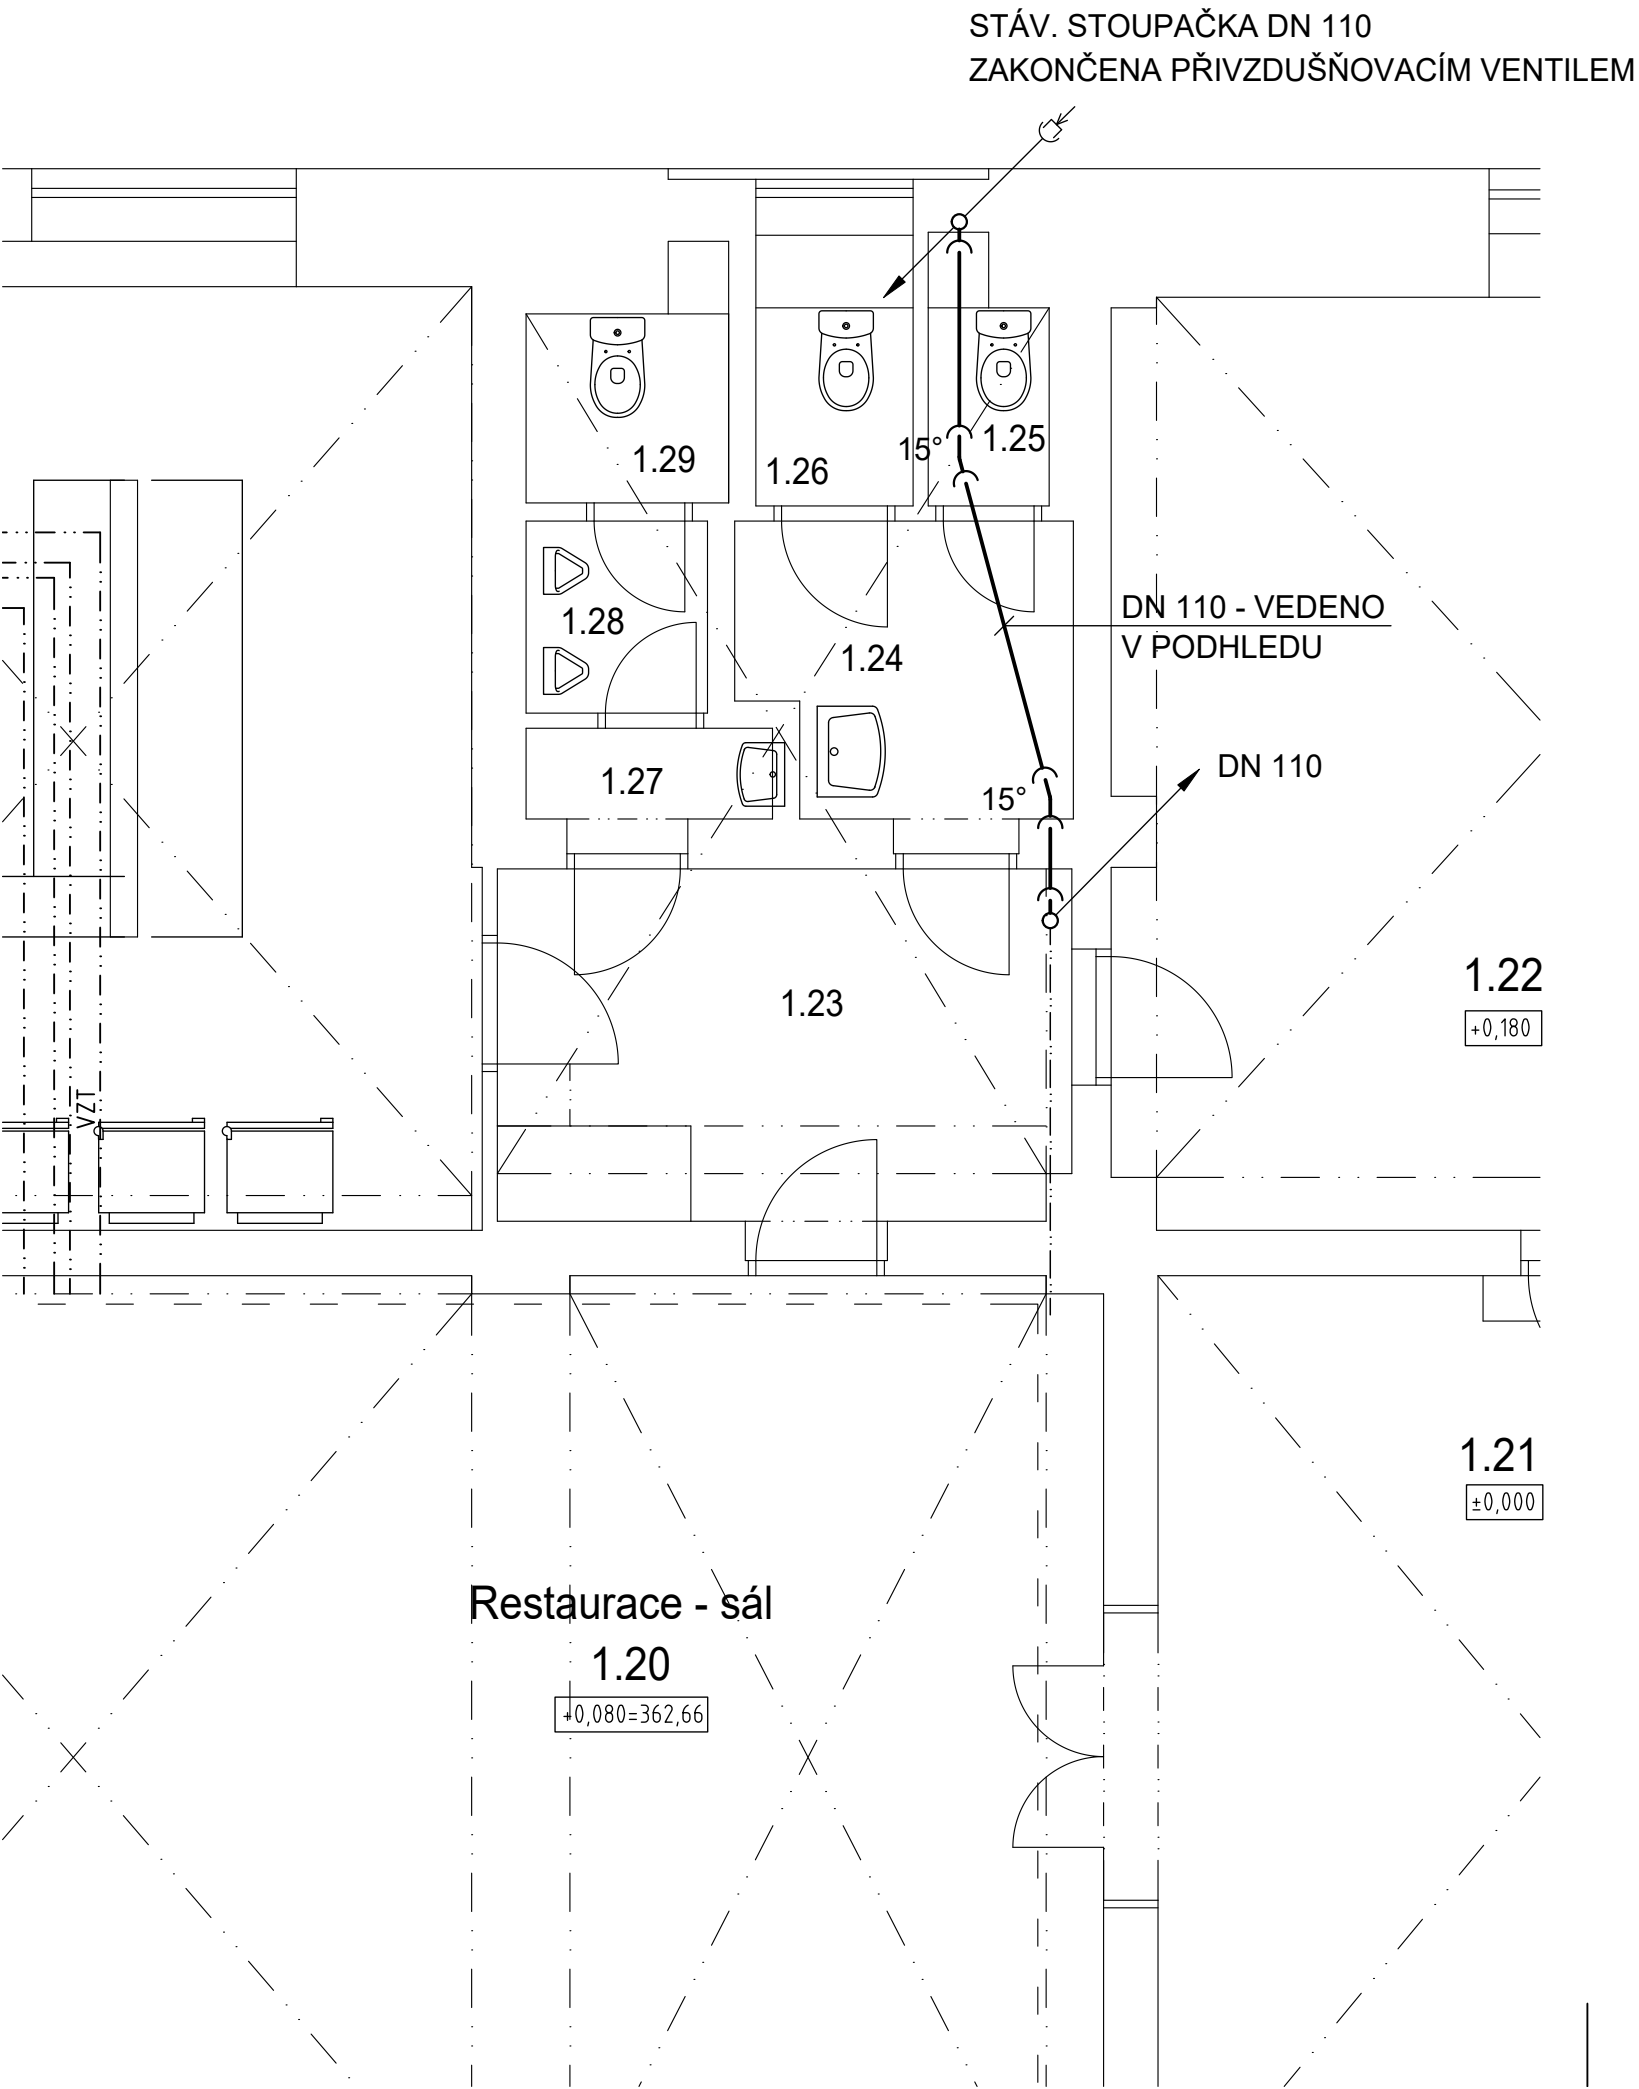 STÁV. STOUPAČKA DN 110
ZAKONČENA PŘIVZDUŠŇOVACÍM VENTILEM
15°
1.25
1.29
1.26
DN 110 - VEDENO
V PODHLEDU
1.28
1.24
DN 110
1.27
15°
1.22
+0,180
1.23
VZT
1.21
±0,000
Restaurace - sál
1.20
+0,080=362,66